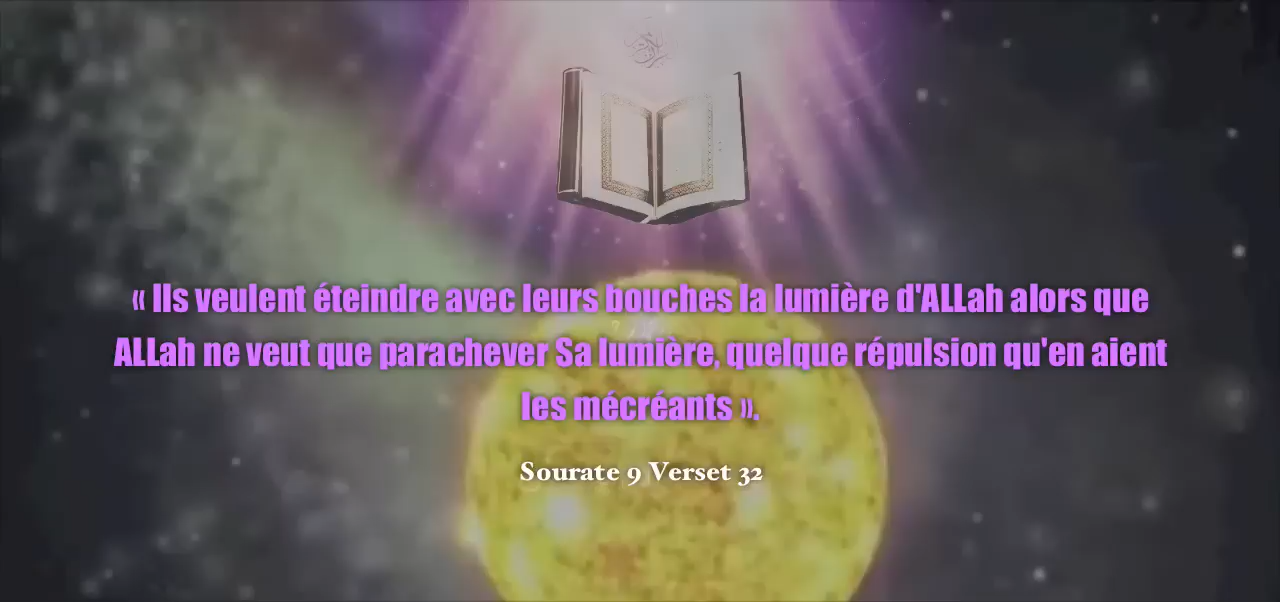 « Ils veulent éteindre avec leurs bouches la lumière d'ALLah alors que
ALLah ne veut que parachever Sa lumière, quelque répulsion qu'en aient
les mécréants ».
Sourate 9 Verset 32